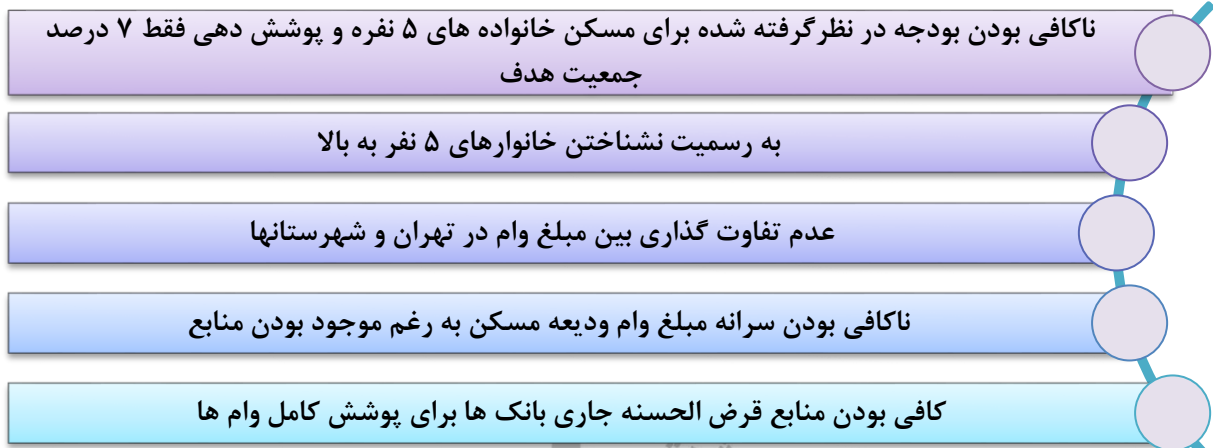 ناکافی بودن بودجه در نظرگرفته شده برای مسکن خانواده های ۵ نفره و پوشش دهی فقط ۷ درصد
جمعیت هدف
به رسمیت نشناختن خانوارهای ۵ نفر به بالا
عدم تفاوت گذاری بین مبلغ وام در تهران و شهرستانها
ناکافی بودن سرانه مبلغ وام ودیعه مسکن به رغم موجود بودن منابع
کافی بودن منابع قرض الحسنه جاری بانک ها برای پوشش کامل وام ها